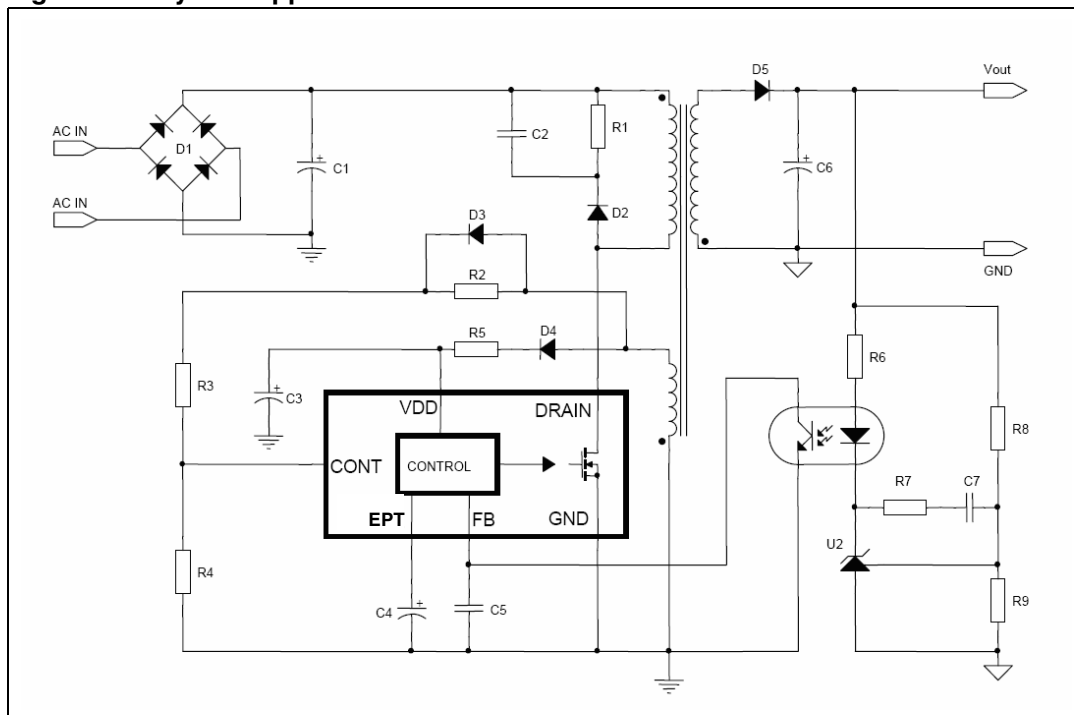 D5
Vout
AC IN
D1
C1
C2
R1
C6
AC IN
D3
D2
GND
R2
R5
D4
R6
R3
C3
VDD
DRAIN
R8
CONT
CONTROL
R7
C7
EPT
FB
GND
U2
R4
C4
C5
R9